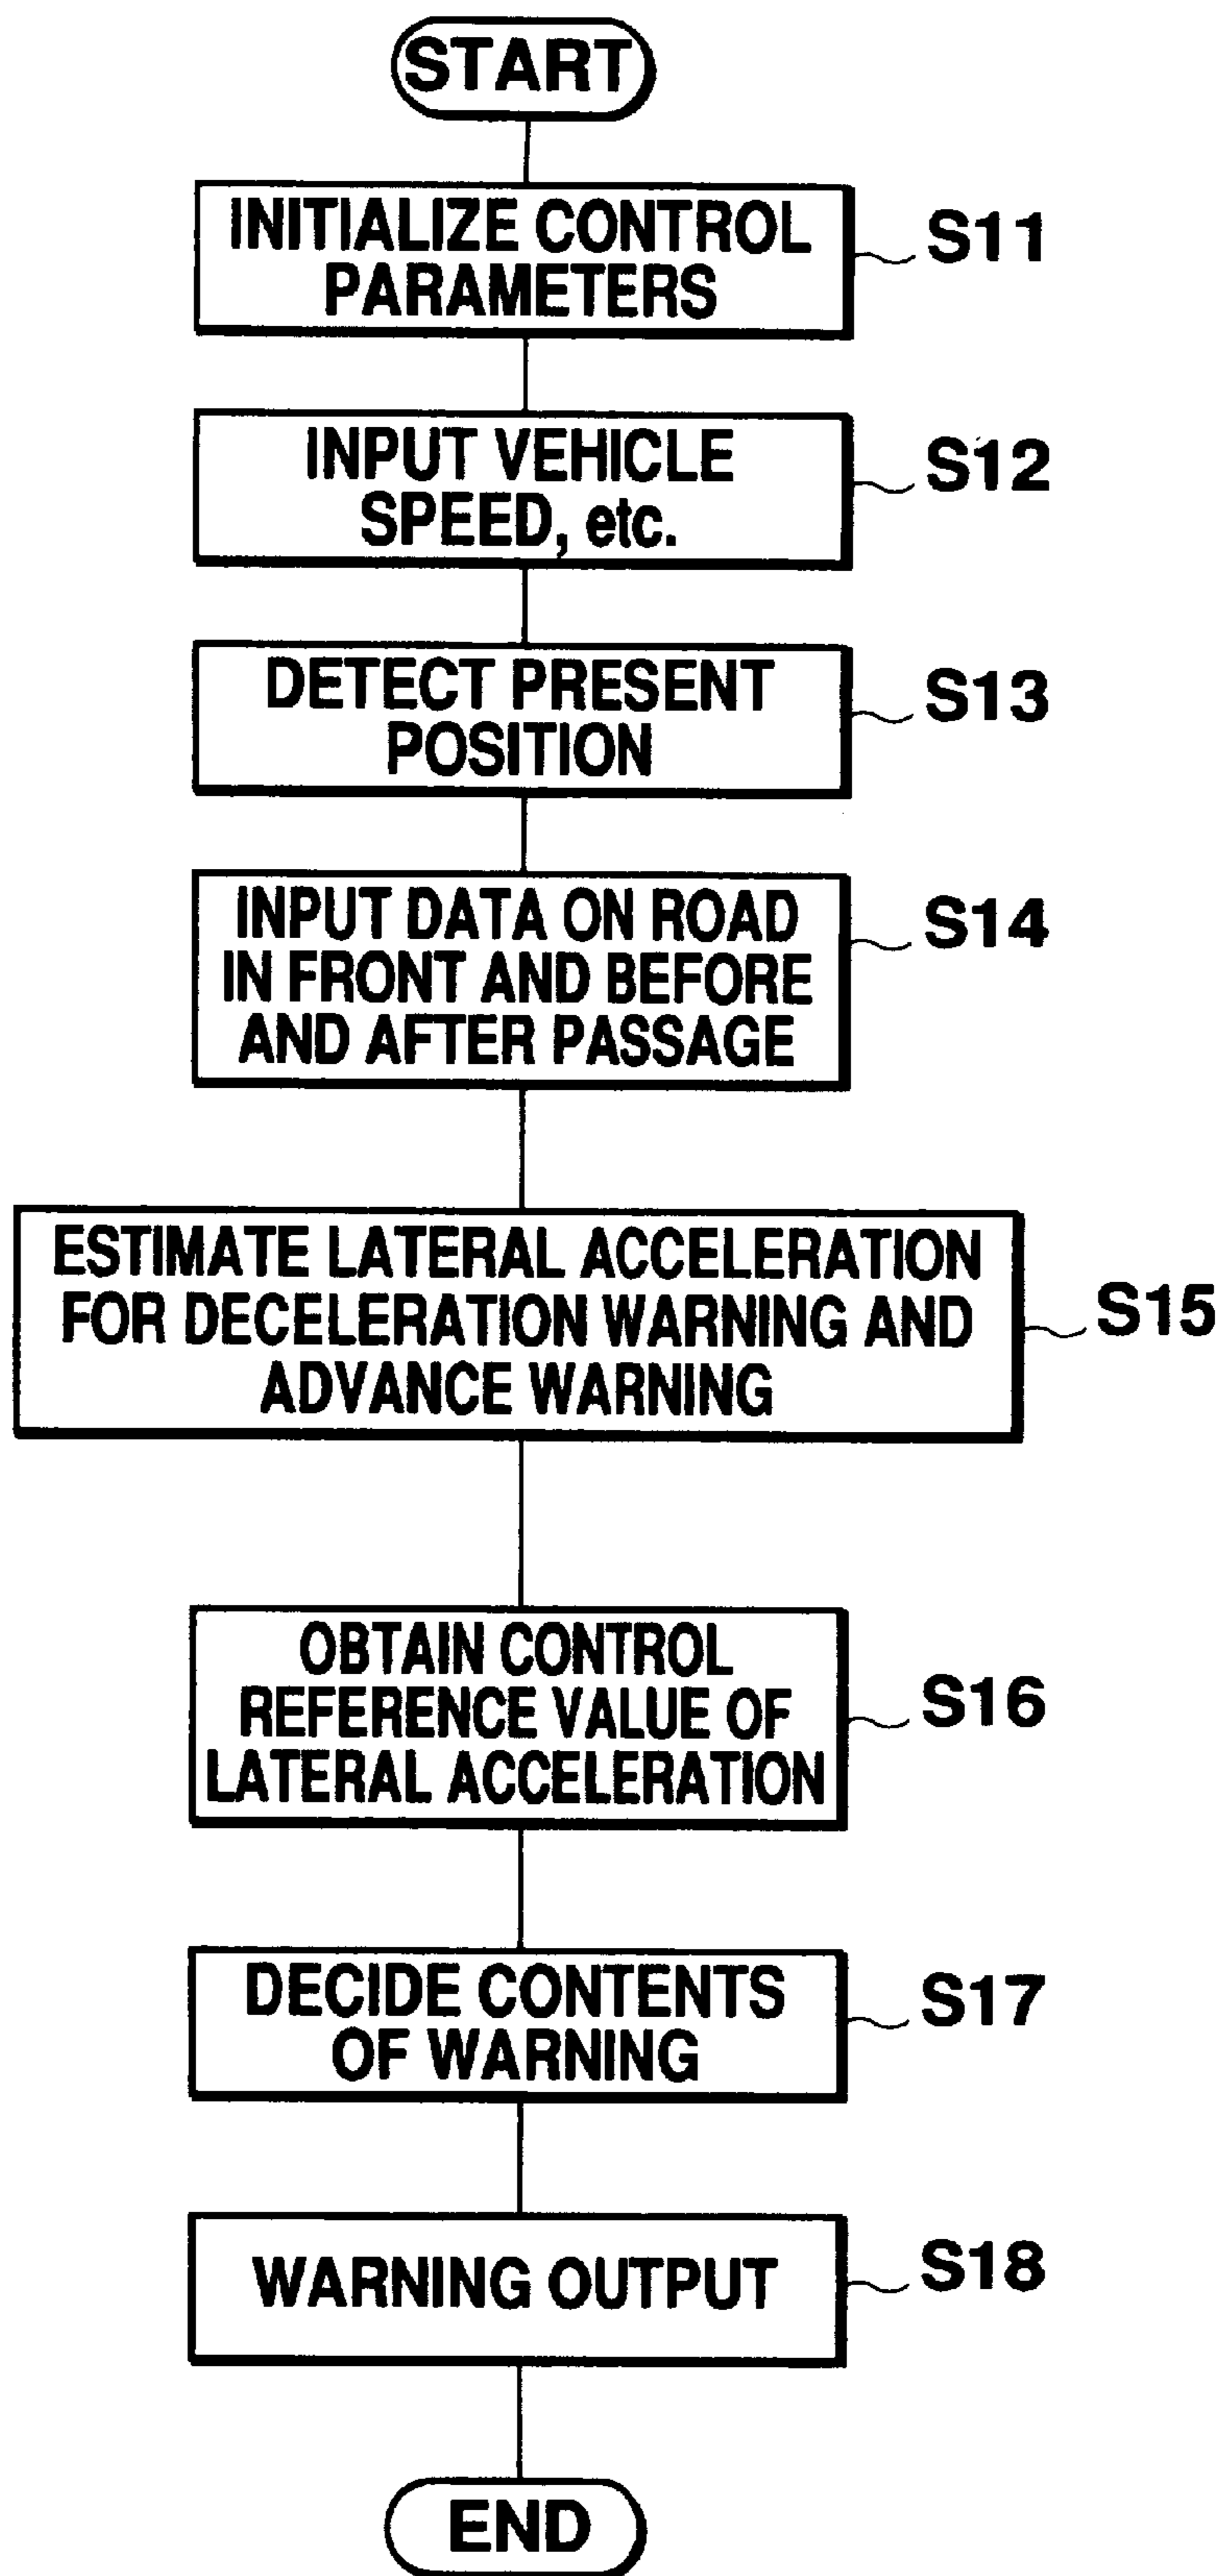 START
INITIALIZE CONTROL
PARAMETERS
S11
INPUT VEHICLE
SPEED, etc.
S12
DETECT PRESENT
POSITION
S13
INPUT DATA ON ROAD
IN FRONT AND BEFORE
AND AFTER PASSAGE
S14
ESTIMATE LATERAL ACCELERATION
FOR DECELERATION WARNING AND
ADVANCE WARNING
S15
OBTAIN CONTROL
REFERENCE VALUE OF
LATERAL ACCELERATION
S16
DECIDE CONTENTS
OF WARNING
S17
WARNING OUTPUT
S18
END